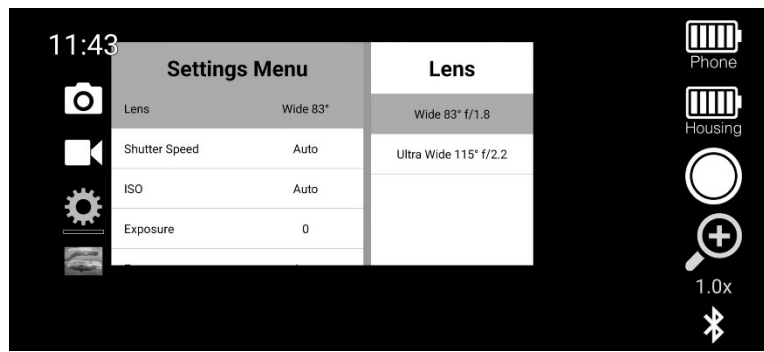 11:43
Settings Menu
Lens Wide 83°
Shutter Speed Auto
ISO Auto
Exposure 0
Lens
Wide 83° f/1.8
Ultra Wide 115° f/2.2
Phone
Housing
1.0x